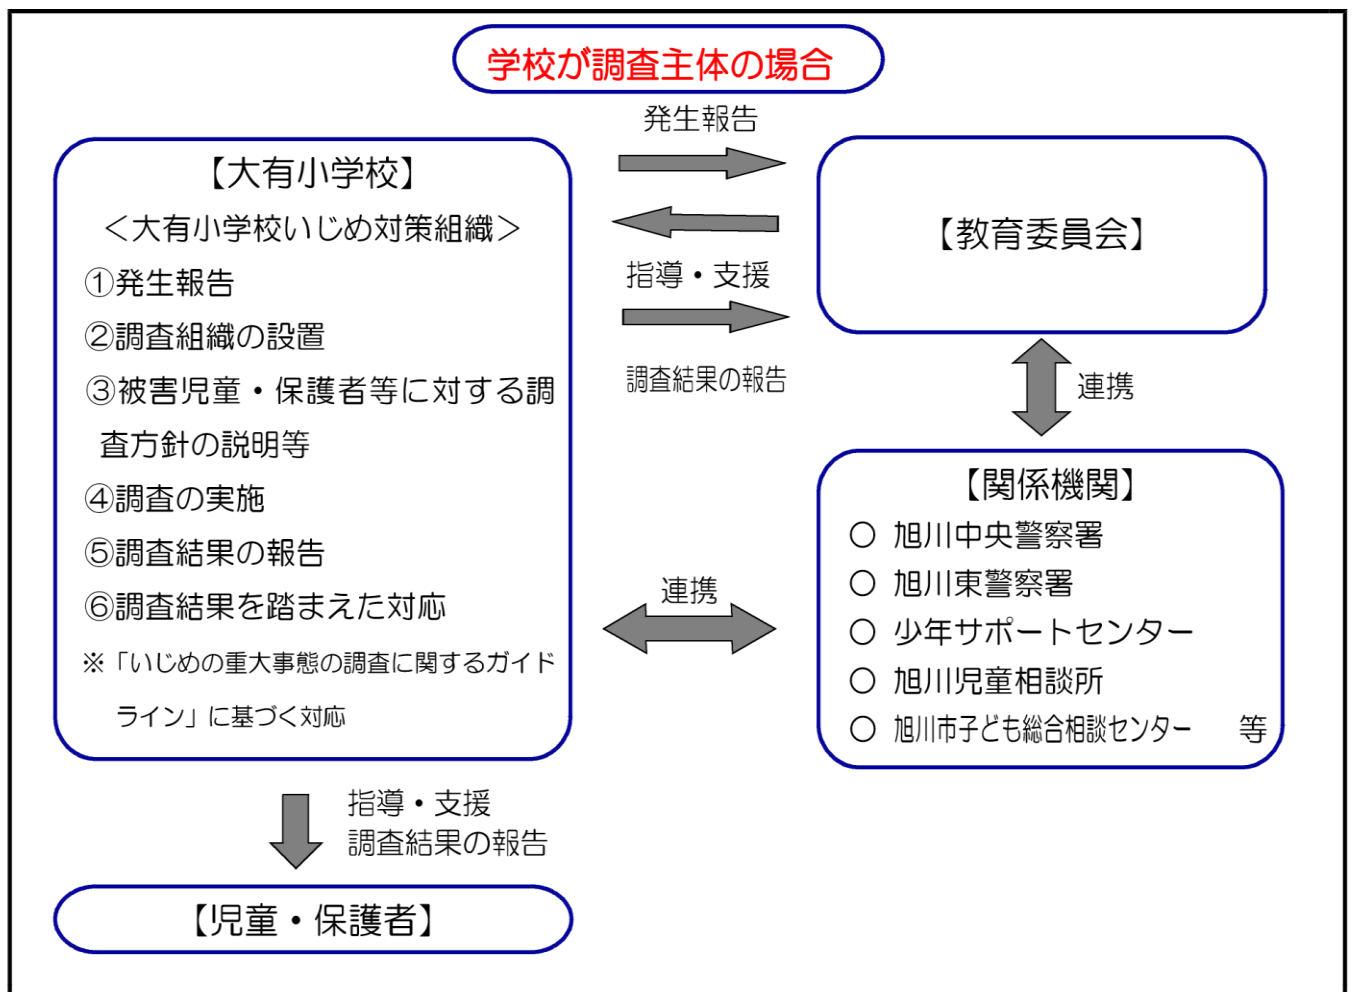 学校が調査主体の場合
発生報告
【大有小学校】
＜大有小学校いじめ対策組織＞
①発生報告
②調査組織の設置
③被害児童・保護者等に対する調
査方針の説明等
④調査の実施
⑤調査結果の報告
⑥調査結果を踏まえた対応
※「いじめの重大事態の調査に関するガイド
ライン」に基づく対応
指導・支援
調査結果の報告
【教育委員会】
連携
連携
【関係機関】
○ 旭川中央警察署
○ 旭川東警察署
○ 少年サポートセンター
○ 旭川児童相談所
○ 旭川市子ども総合相談センター 等
指導・支援
調査結果の報告
【児童・保護者】